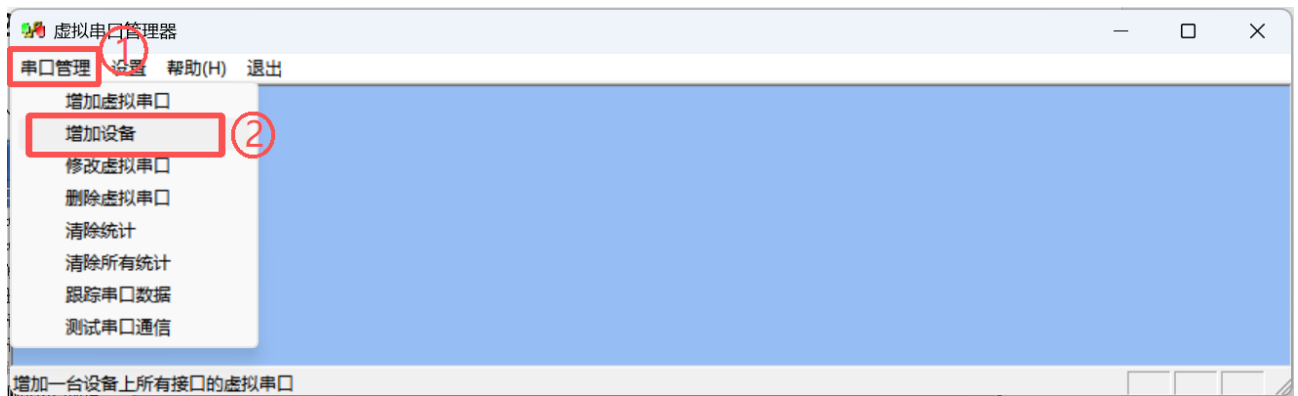 虚拟串口管理器
①
串口管理 设置 帮助(H) 退出
增加虚拟串口
增加设备 ②
修改虚拟串口
删除虚拟串口
清除统计
清除所有统计
跟踪串口数据
测试串口通信
增加一台设备上所有接口的虚拟串口